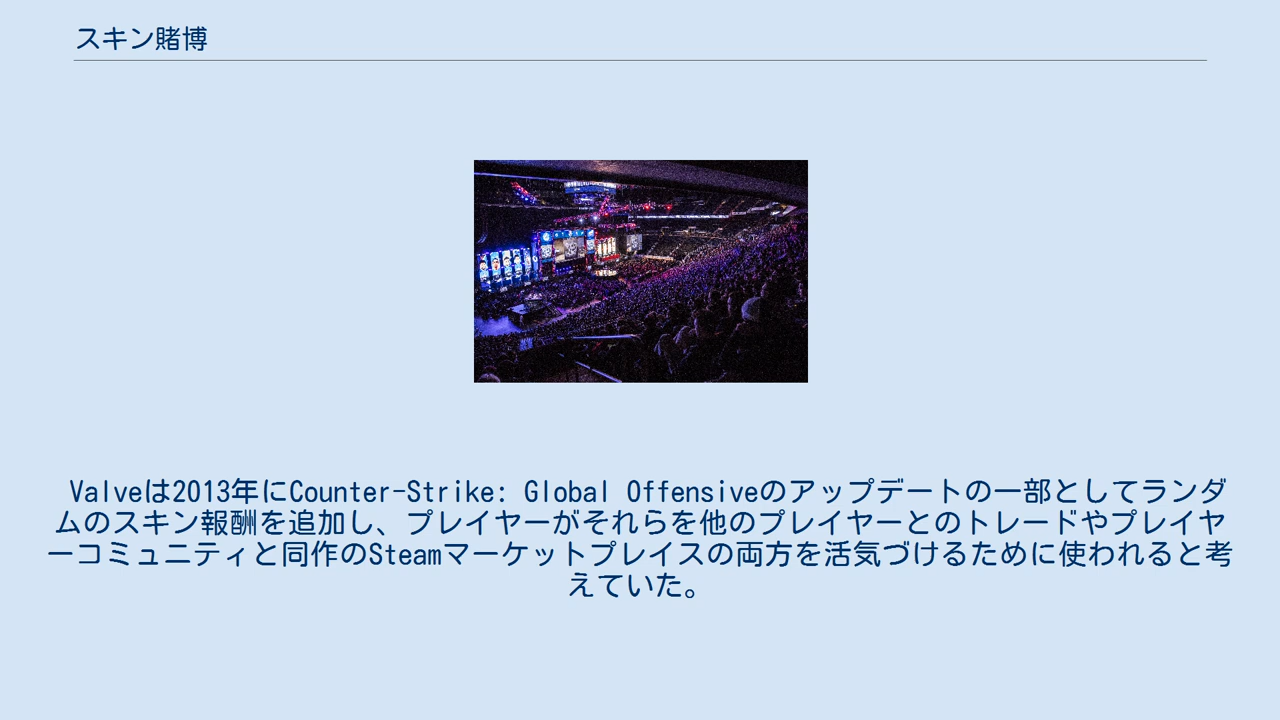 スキン賭博
Valveは2013年にCounter-Strike: Global Offensiveのアップデートの一部としてランダ
ムのスキン報酬を追加し、プレイヤーがそれらを他のプレイヤーとのトレードやプレイヤ
ーコミュニティと同作のSteamマーケットプレイスの両方を活気づけるために使われると考
えていた。